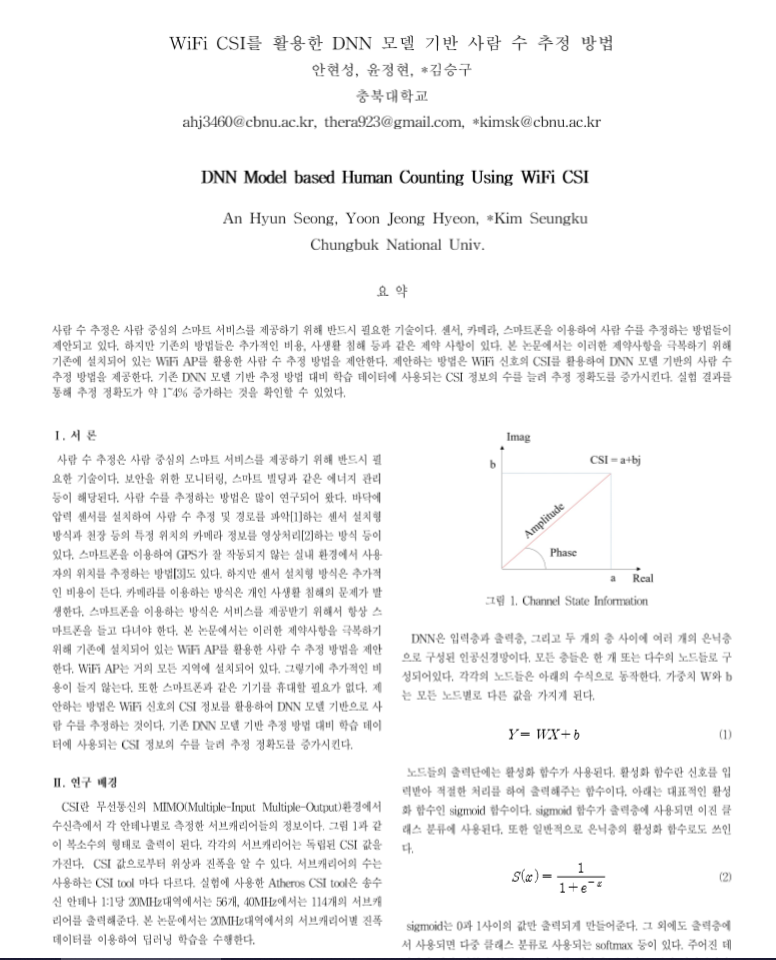 WiFi CSI를 활용한 DNN 모델 기반 사람 수 추정 방법
안현성, 윤정현, *김승구
충북대학교
ahj3460@cbnu.ac.kr, thera923@gmail.com, *kimsk@cbnu.ac.kr
DNN Model based Human Counting Using WiFi CSI
An Hyun Seong, Yoon Jeong Hyeon, *Kim Seungku
Chungbuk National Univ.
요 약
사람 수 추정은 사람 중심의 스마트 서비스를 제공하기 위해 반드시 필요한 기술이다. 센서, 카메라, 스마트폰을 이용하여 사람 수를 추정하는 방법들이
제안되고 있다. 하지만 기존의 방법들은 추가적인 비용, 사생활 침해 등과 같은 제약 사항이 있다. 본 논문에서는 이러한 제약사항을 극복하기 위해
기존에 설치되어 있는 WiFi AP를 활용한 사람 수 추정 방법을 제안한다. 제안하는 방법은 WiFi 신호의 CSI를 활용하여 DNN 모델 기반의 사람 수
추정 방법을 제공한다. 기존 DNN 모델 기반 추정 방법 대비 학습 데이터에 사용되는 CSI 정보의 수를 늘려 추정 정확도를 증가시킨다. 실험 결과를
통해 추정 정확도가 약 1~4% 증가하는 것을 확인할 수 있었다.
Ⅰ. 서 론
사람 수 추정은 사람 중심의 스마트 서비스를 제공하기 위해 반드시 필
요한 기술이다. 보안을 위한 모니터링, 스마트 빌딩과 같은 에너지 관리
등이 해당된다. 사람 수를 추정하는 방법은 많이 연구되어 왔다. 바닥에
압력 센서를 설치하여 사람 수 추정 및 경로를 파악[1]하는 센서 설치형
방식과 천장 등의 특정 위치의 카메라 정보를 영상처리[2]하는 방식 등이
있다. 스마트폰을 이용하여 GPS가 잘 작동되지 않는 실내 환경에서 사용
자의 위치를 추정하는 방법[3]도 있다. 하지만 센서 설치형 방식은 추가적
인 비용이 든다. 카메라를 이용하는 방식은 개인 사생활 침해의 문제가 발
생한다. 스마트폰을 이용하는 방식은 서비스를 제공받기 위해서 항상 스
마트폰을 들고 다녀야 한다. 본 논문에서는 이러한 제약사항을 극복하기
위해 기존에 설치되어 있는 WiFi AP를 활용한 사람 수 추정 방법을 제안
한다. WiFi AP는 거의 모든 지역에 설치되어 있다. 그렇기에 추가적인 비
용이 들지 않는다. 또한 스마트폰과 같은 기기를 휴대할 필요가 없다. 제
안하는 방법은 WiFi 신호의 CSI 정보를 활용하여 DNN 모델 기반으로 사
람 수를 추정하는 것이다. 기존 DNN 모델 기반 추정 방법 대비 학습 데이
터에 사용되는 CSI 정보의 수를 늘려 추정 정확도를 증가시킨다.
Ⅱ. 연구 배경
CSI란 무선통신의 MIMO(Multiple-Input Multiple-Output)환경에서
수신측에서 각 안테나별로 측정한 서브캐리어들의 정보이다. 그림 1과 같
이 복소수의 형태로 출력이 된다. 각각의 서브캐리어는 독립된 CSI 값을
가진다. CSI 값으로부터 위상과 진폭을 알 수 있다. 서브캐리어의 수는
사용하는 CSI tool 마다 다르다. 실험에 사용한 Atheros CSI tool은 송수
신 안테나 1:1당 20MHz대역에서는 56개, 40MHz에서는 114개의 서브캐
리어를 출력해준다. 본 논문에서는 20MHz대역에서의 서브캐리어별 진폭
데이터를 이용하여 딥러닝 학습을 수행한다.
Imag
b
CSI = a+bj
Amplitude
Phase
a Real
그림 1. Channel State Information
DNN은 입력층과 출력층, 그리고 두 개의 층 사이에 여러 개의 은닉층
으로 구성된 인공신경망이다. 모든 층들은 한 개 또는 다수의 노드들로 구
성되어있다. 각각의 노드들은 아래의 수식으로 동작한다. 가중치 W와 b
는 모든 노드별로 다른 값을 가지게 된다.
Y = WX + b (1)
노드들의 출력단에는 활성화 함수가 사용된다. 활성화 함수란 신호를 입
력받아 적절한 처리를 하여 출력해주는 함수이다. 아래는 대표적인 활성
화 함수인 sigmoid 함수이다. sigmoid 함수가 출력층에 사용되면 이진 클
래스 분류에 사용된다. 또한 일반적으로 은닉층의 활성화 함수로도 쓰인
다.
S(x) = 1 / (1 + e^-x) (2)
sigmoid는 0과 1사이의 값만 출력되게 만들어준다. 그 외에도 출력층에
서 사용되면 다중 클래스 분류로 사용되는 softmax 등이 있다. 주어진 데